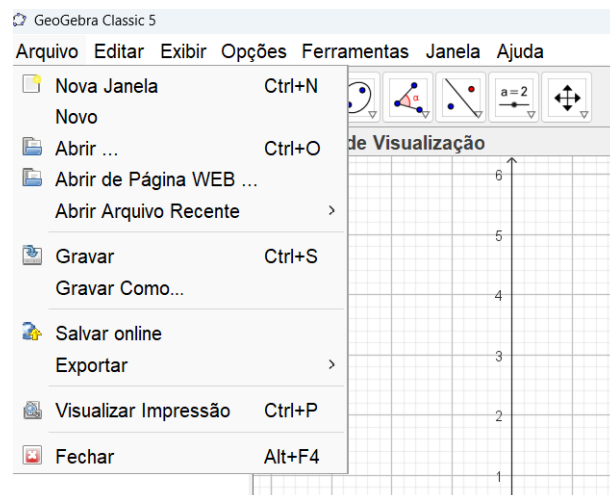 GeoGebra Classic 5
Arquivo Editar Exibir Opções Ferramentas Janela Ajuda
Nova Janela Ctrl+N
Novo
Abrir ... Ctrl+O
Abrir de Página WEB ...
Abrir Arquivo Recente >
Gravar Ctrl+S
Gravar Como...
Salvar online
Exportar >
Visualizar Impressão Ctrl+P
Fechar Alt+F4
α
a=2
de Visualização
6
5
4
3
2
1